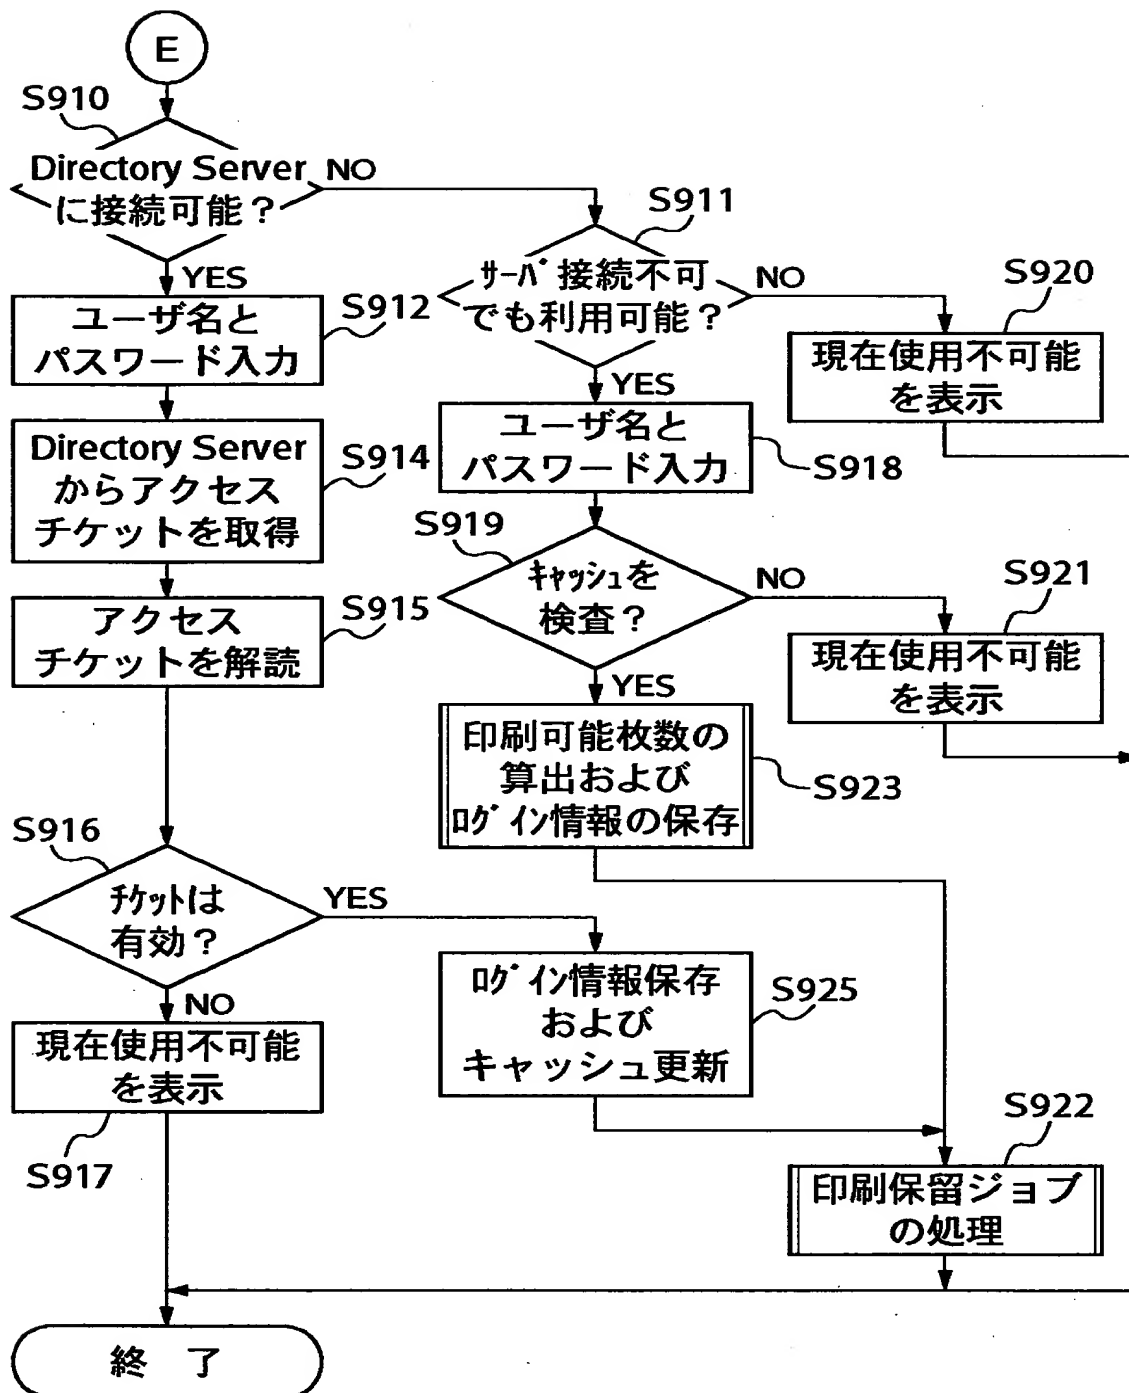 E
S910
Directory Server
に接続可能？
NO
YES
S911
ｻｰﾊﾞ接続不可
でも利用可能？
NO
YES
S920
現在使用不可能
を表示
S912
ユーザ名と
パスワード入力
S914
Directory Server
からアクセス
チケットを取得
S918
ユーザ名と
パスワード入力
S919
ｷｬｯｼｭを
検査？
NO
YES
S921
現在使用不可能
を表示
S915
アクセス
チケットを解読
S923
印刷可能枚数の
算出および
ﾛｸﾞｲﾝ情報の保存
S916
ﾁｹｯﾄは
有効？
YES
NO
S925
ﾛｸﾞｲﾝ情報保存
および
キャッシュ更新
現在使用不可能
を表示
S917
S922
印刷保留ジョブ
の処理
終　了